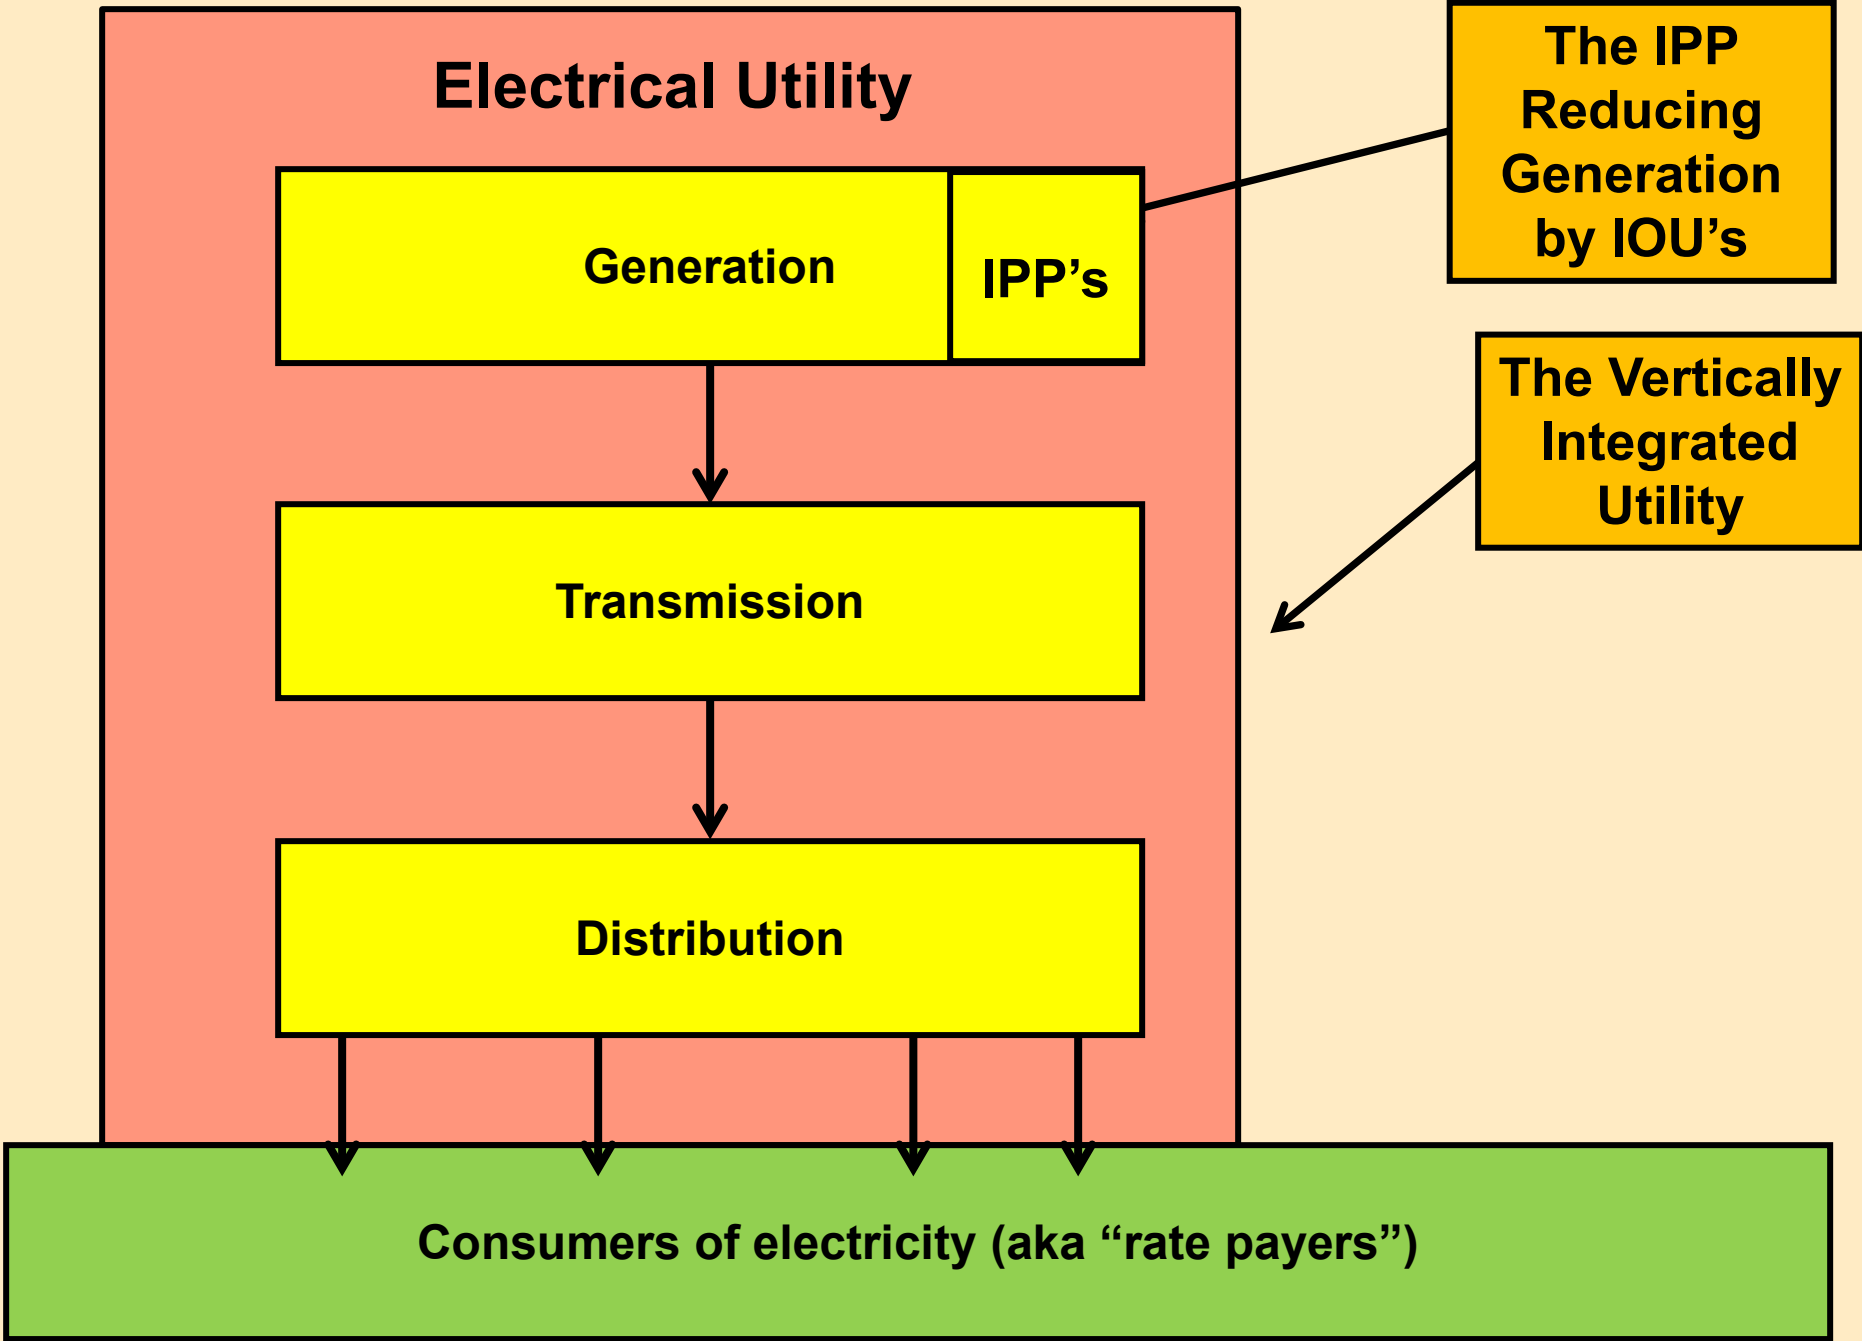 Electrical Utility
Generation
IPP’s
The IPP
Reducing
Generation
by IOU’s
The Vertically
Integrated
Utility
Transmission
Distribution
Consumers of electricity (aka “rate payers”)